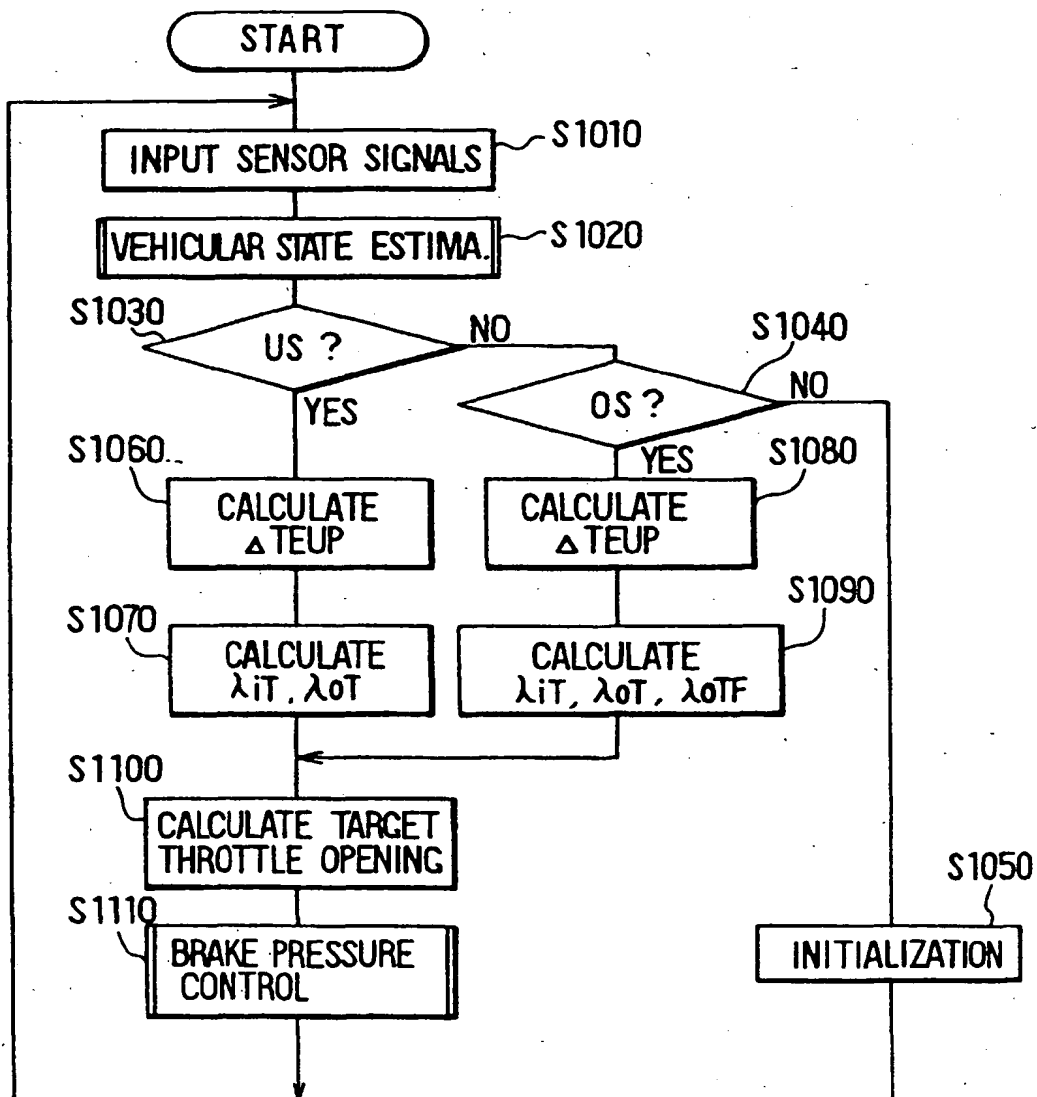 START
INPUT SENSOR SIGNALS
S1010
VEHICULAR STATE ESTIMA.
S1020
S1030
US ?
NO
YES
S1040
OS ?
NO
YES
S1060
CALCULATE
Δ TEUP
S1080
CALCULATE
Δ TEUP
S1070
CALCULATE
λiT, λoT
S1090
CALCULATE
λiT, λoT, λoTF
S1100
CALCULATE TARGET
THROTTLE OPENING
S1110
BRAKE PRESSURE
CONTROL
S1050
INITIALIZATION